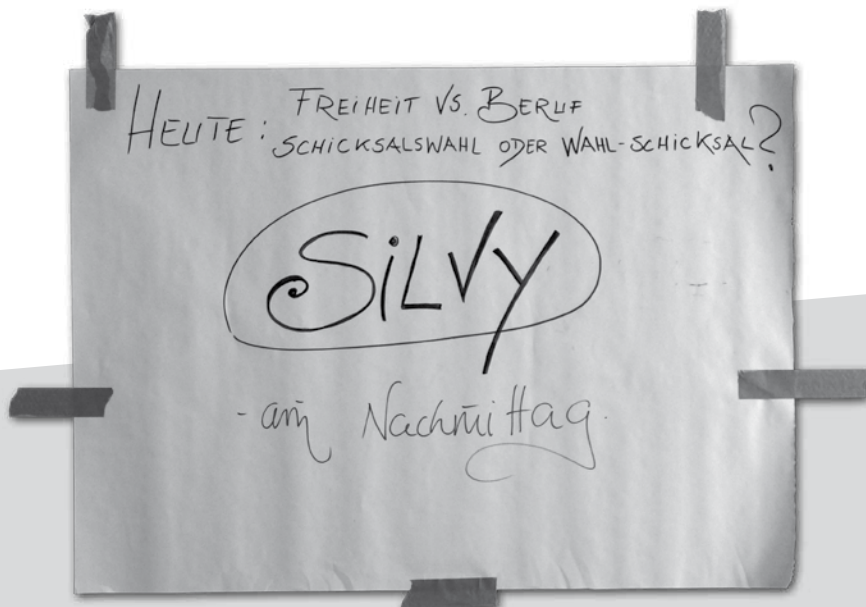 HEUTE: FREIHEIT VS. BERUF
SCHICKSALSWAHL ODER WAHL-SCHICKSAL?
SILVY
- am Nachmittag.